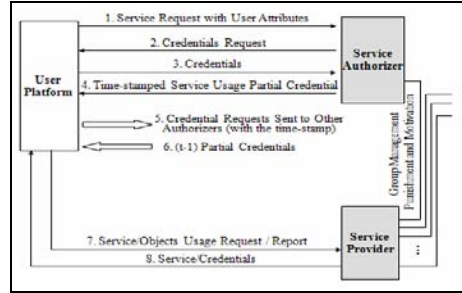 1. Service Request with User Attributes
2. Credentials Request
3. Credentials
4. Time-stamped Service Usage Partial Credential
User
Platform
Service
Authorizer
5. Credential Requests Sent to Other
Authorizers (with the time-stamp)
6. (t-1) Partial Credentials
Group Management
Punishment and Motivation
7. Service/Objects Usage Request / Report
8. Service/Credentials
Service
Provider